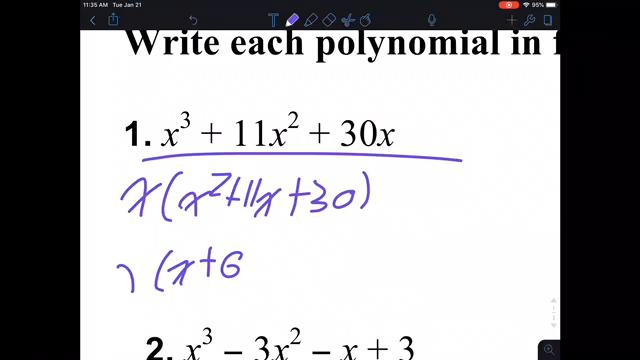 11:35 AM Tue Jan 21
95%
Write each polynomial in f
1. x³ + 11x² + 30x
x(x²+11x+30)
(x+6
2. x³ − 3x² − x + 3